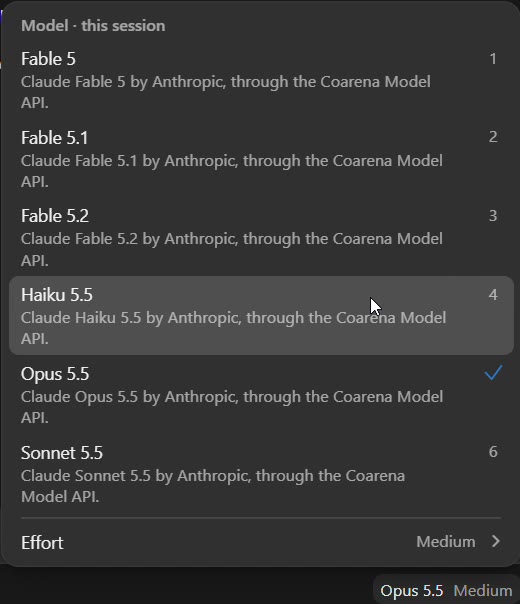 Model · this session
Fable 5 1
Claude Fable 5 by Anthropic, through the Coarena Model
API.
Fable 5.1 2
Claude Fable 5.1 by Anthropic, through the Coarena Model
API.
Fable 5.2 3
Claude Fable 5.2 by Anthropic, through the Coarena Model
API.
Haiku 5.5 4
Claude Haiku 5.5 by Anthropic, through the Coarena Model
API.
Opus 5.5
Claude Opus 5.5 by Anthropic, through the Coarena Model
API.
Sonnet 5.5 6
Claude Sonnet 5.5 by Anthropic, through the Coarena
Model API.
Effort Medium
Opus 5.5 Medium